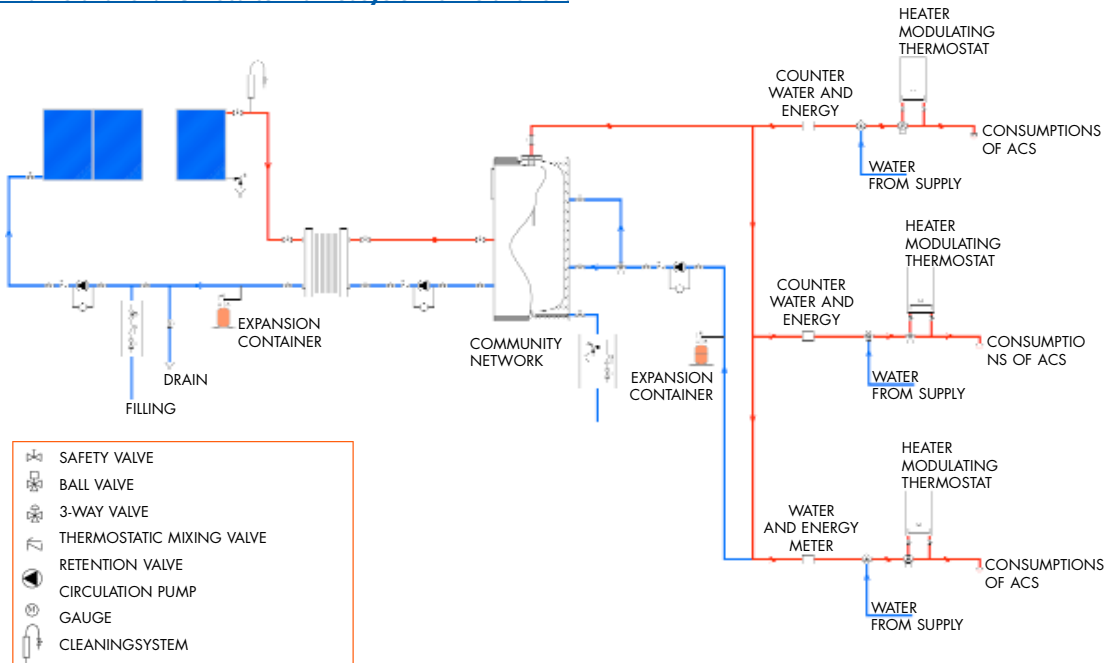 HEATER
MODULATING
THERMOSTAT
COUNTER
WATER AND
ENERGY
CONSUMPTIONS
OF ACS
WATER
FROM SUPPLY
HEATER
MODULATING
THERMOSTAT
COUNTER
WATER AND
ENERGY
CONSUMPTIO
NS OF ACS
WATER
FROM SUPPLY
EXPANSION
CONTAINER
COMMUNITY
NETWORK
EXPANSION
CONTAINER
DRAIN
FILLING
HEATER
MODULATING
THERMOSTAT
WATER
AND ENERGY
METER
CONSUMPTIONS
OF ACS
WATER
FROM SUPPLY
SAFETY VALVE
BALL VALVE
3-WAY VALVE
THERMOSTATIC MIXING VALVE
RETENTION VALVE
CIRCULATION PUMP
M
GAUGE
CLEANINGSYSTEM